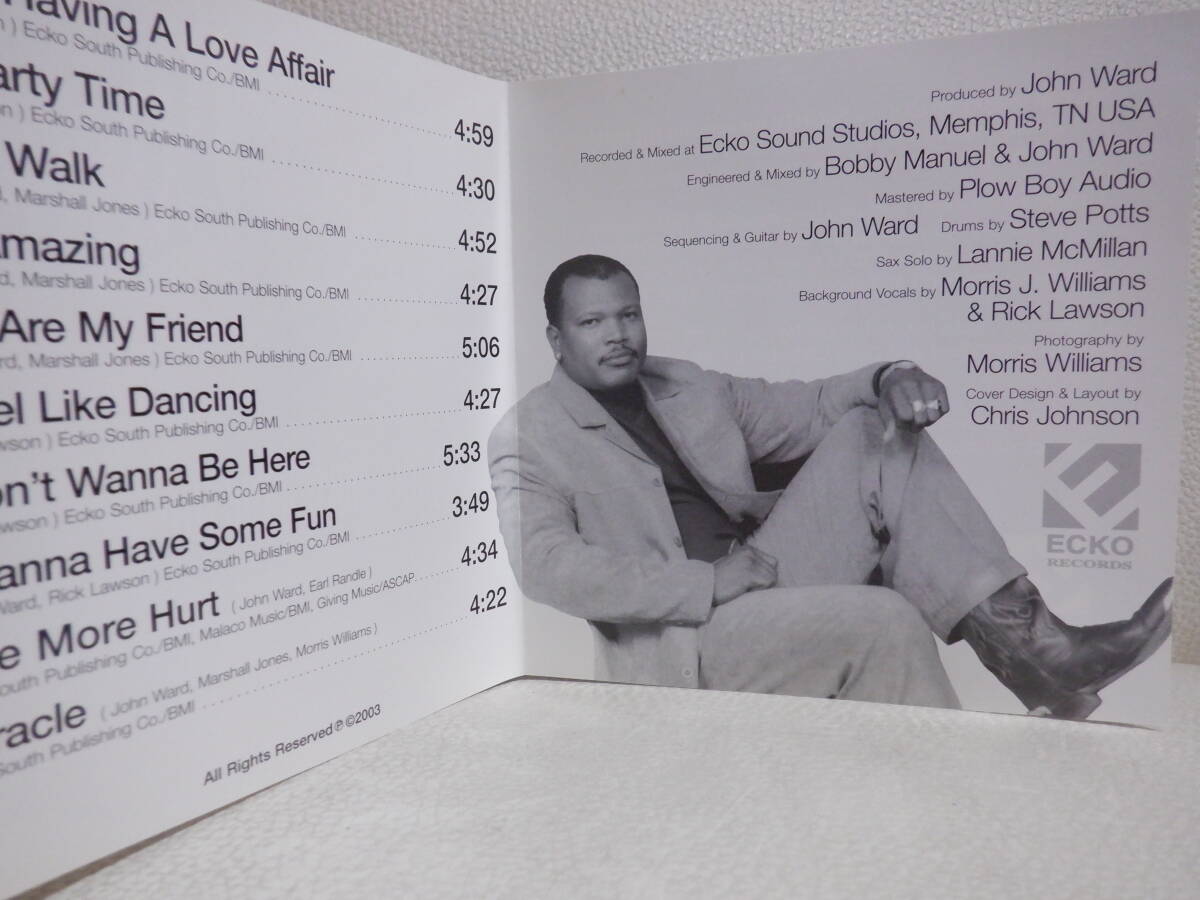 Having A Love Affair
) Ecko South Publishing Co./BMI
4:59
arty Time
) Ecko South Publishing Co./BMI
4:30
Walk
, Marshall Jones ) Ecko South Publishing Co./BMI
4:52
mazing
d, Marshall Jones ) Ecko South Publishing Co./BMI
4:27
Are My Friend
rd, Marshall Jones ) Ecko South Publishing Co./BMI
5:06
el Like Dancing
wson ) Ecko South Publishing Co./BMI
4:27
on't Wanna Be Here
awson ) Ecko South Publishing Co./BMI
5:33
anna Have Some Fun
Ward, Rick Lawson ) Ecko South Publishing Co./BMI
3:49
e More Hurt ( John Ward, Earl Randle )
outh Publishing Co./BMI, Malaco Music/BMI, Giving Music/ASCAP
4:34
racle ( John Ward, Marshall Jones, Morris Williams )
South Publishing Co./BMI
4:22
All Rights Reserved ℗ ©2003
Produced by John Ward
Recorded & Mixed at Ecko Sound Studios, Memphis, TN USA
Engineered & Mixed by Bobby Manuel & John Ward
Mastered by Plow Boy Audio
Sequencing & Guitar by John Ward Drums by Steve Potts
Sax Solo by Lannie McMillan
Background Vocals by Morris J. Williams
& Rick Lawson
Photography by
Morris Williams
Cover Design & Layout by
Chris Johnson
ECKO
RECORDS